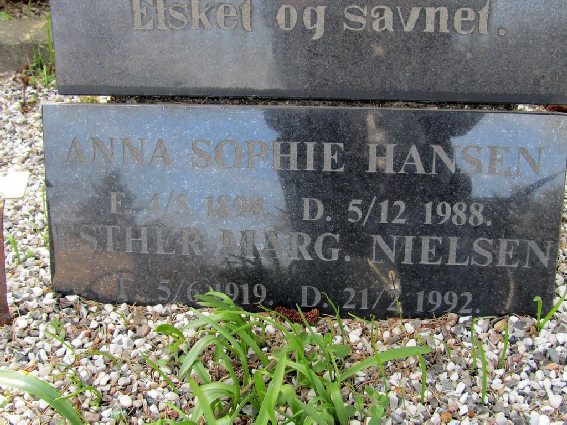 Elsket og savnet.
ANNA SOPHIE HANSEN
F. 4/5 1898. D. 5/12 1988.
ESTHER MARG. NIELSEN
F. 5/6 1919. D. 21/2 1992.